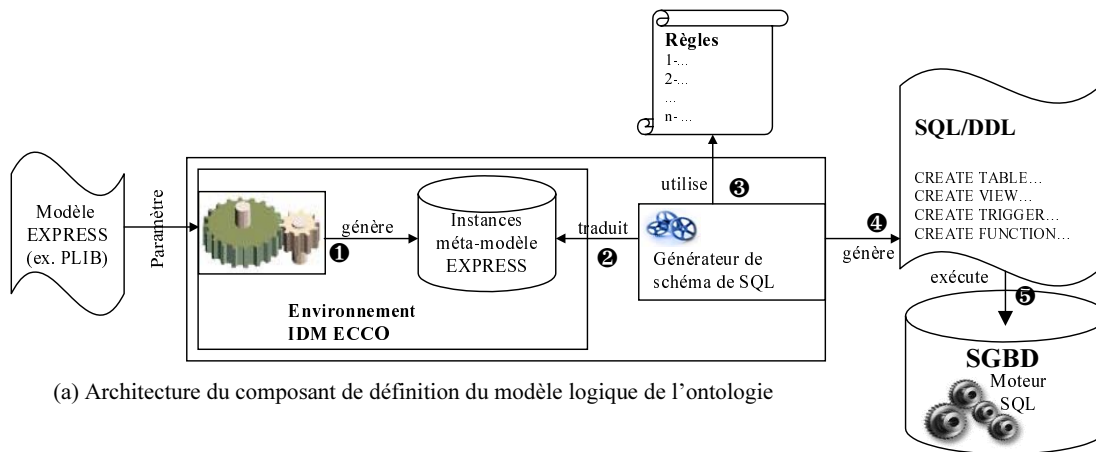 Règles
1-...
2-...
...
n- ...
SQL/DDL
CREATE TABLE...
CREATE VIEW...
CREATE TRIGGER...
CREATE FUNCTION...
Modèle
EXPRESS
(ex. PLIB)
Paramètre
génère
❶
Instances
méta-modèle
EXPRESS
traduit
❷
utilise
❸
Générateur de
schéma de SQL
❹
génère
Environnement
IDM ECCO
exécute
❺
SGBD
Moteur
SQL
(a) Architecture du composant de définition du modèle logique de l'ontologie